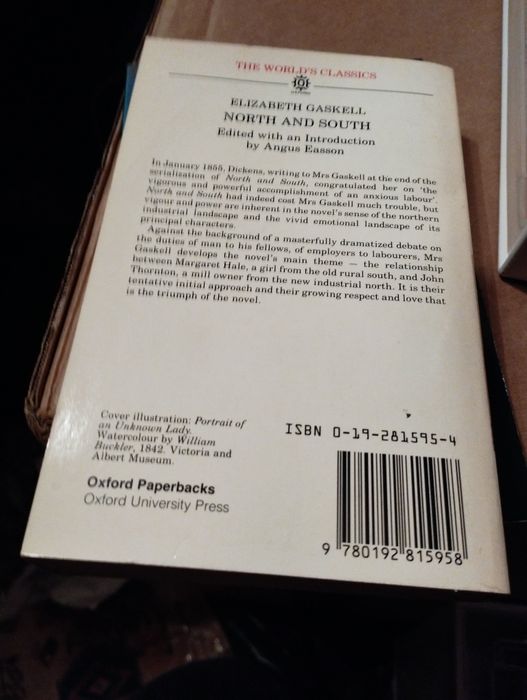 THE WORLD'S CLASSICS
OXFORD
ELIZABETH GASKELL
NORTH AND SOUTH
Edited with an Introduction
by Angus Easson
In January 1855, Dickens, writing to Mrs Gaskell at the end of the
serialisation of North and South, congratulated her on 'the
vigorous and powerful accomplishment of an anxious labour'.
North and South had indeed cost Mrs Gaskell much trouble, but
vigour and power are inherent in the novel's sense of the northern
industrial landscape and the vivid emotional landscape of its
principal characters.
Against the background of a masterfully dramatized debate on
the duties of man to his fellows, of employers to labourers, Mrs
Gaskell develops the novel's main theme — the relationship
between Margaret Hale, a girl from the old rural south, and John
Thornton, a mill owner from the new industrial north. It is their
tentative initial approach and their growing respect and love that
is the triumph of the novel.
Cover illustration: Portrait of
an Unknown Lady.
Watercolour by William
Buckler, 1842. Victoria and
Albert Museum.
Oxford Paperbacks
Oxford University Press
ISBN 0-19-281595-4
9 780192 815958